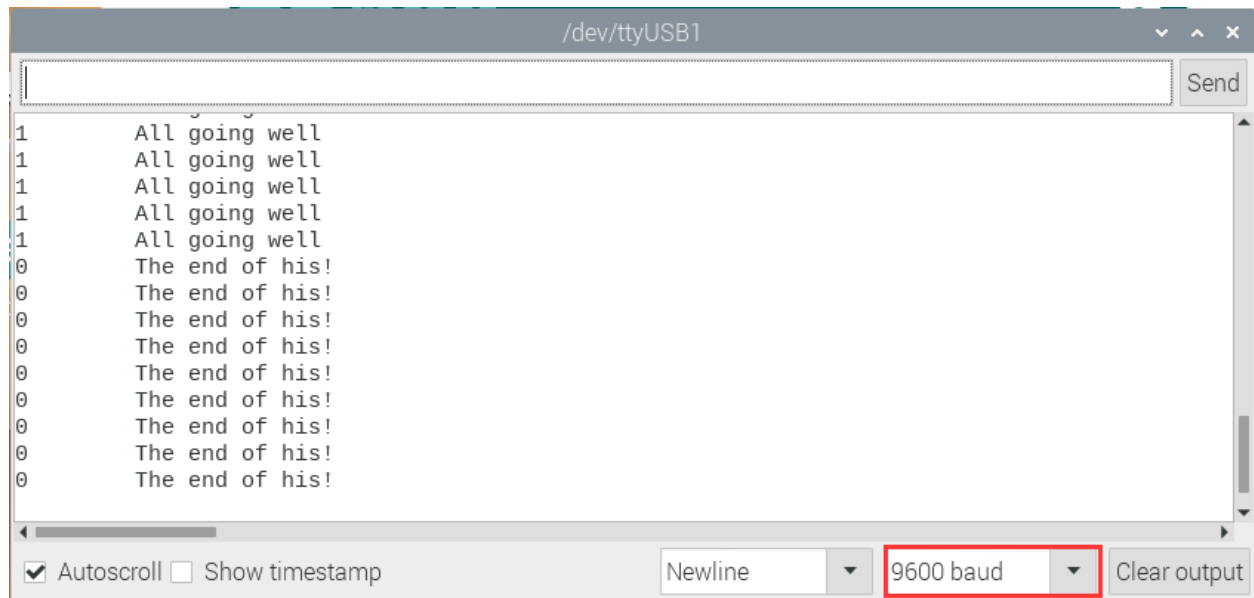 /dev/ttyUSB1
Send
1 All going well
1 All going well
1 All going well
1 All going well
1 All going well
0 The end of his!
0 The end of his!
0 The end of his!
0 The end of his!
0 The end of his!
0 The end of his!
0 The end of his!
0 The end of his!
0 The end of his!
Autoscroll Show timestamp Newline 9600 baud Clear output